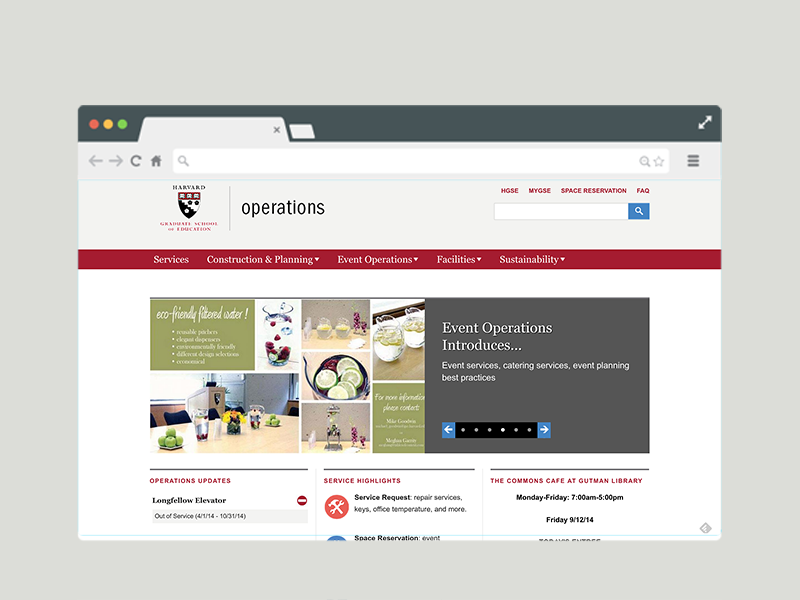 HARVARD
GRADUATE SCHOOL
OF EDUCATION
operations
HGSE MYGSE SPACE RESERVATION FAQ
Services Construction & Planning Event Operations Facilities Sustainability
eco-friendly filtered water !
• reusable pitchers
• elegant dispensers
• environmentally friendly
• different design selections
• economical
For more information
please contact:
Mike Goodwin
Meghan Garrity
Event Operations
Introduces...
Event services, catering services, event planning
best practices
OPERATIONS UPDATES
Longfellow Elevator
Out of Service (4/1/14 - 10/31/14)
SERVICE HIGHLIGHTS
Service Request: repair services,
keys, office temperature, and more.
Space Reservation: event
THE COMMONS CAFE AT GUTMAN LIBRARY
Monday-Friday: 7:00am-5:00pm
Friday 9/12/14
TODAY'S ENTREE